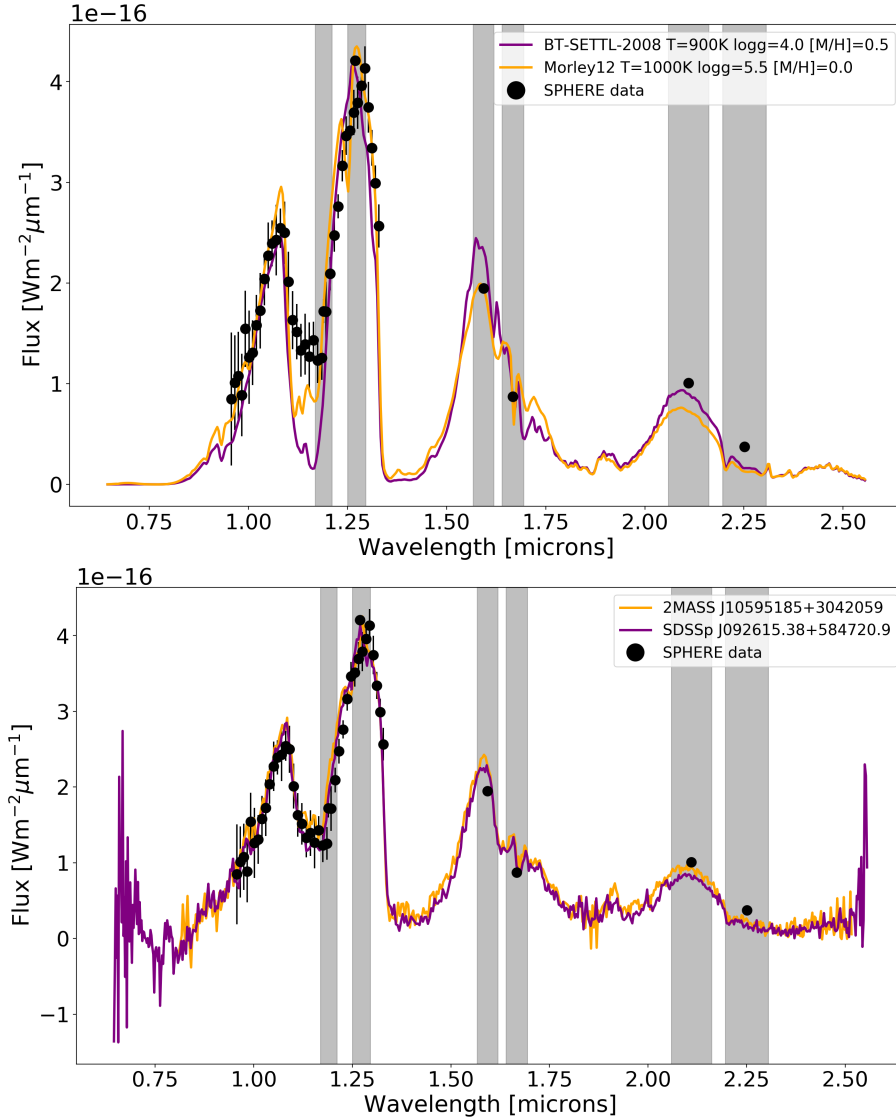 1e−16
BT-SETTL-2008 T=900K logg=4.0 [M/H]=0.5
Morley12 T=1000K logg=5.5 [M/H]=0.0
SPHERE data
Flux [Wm−2μm−1]
4
3
2
1
0
0.75 1.00 1.25 1.50 1.75 2.00 2.25 2.50
Wavelength [microns]
1e−16
2MASS J10595185+3042059
SDSSp J092615.38+584720.9
SPHERE data
Flux [Wm−2μm−1]
4
3
2
1
0
−1
0.75 1.00 1.25 1.50 1.75 2.00 2.25 2.50
Wavelength [microns]